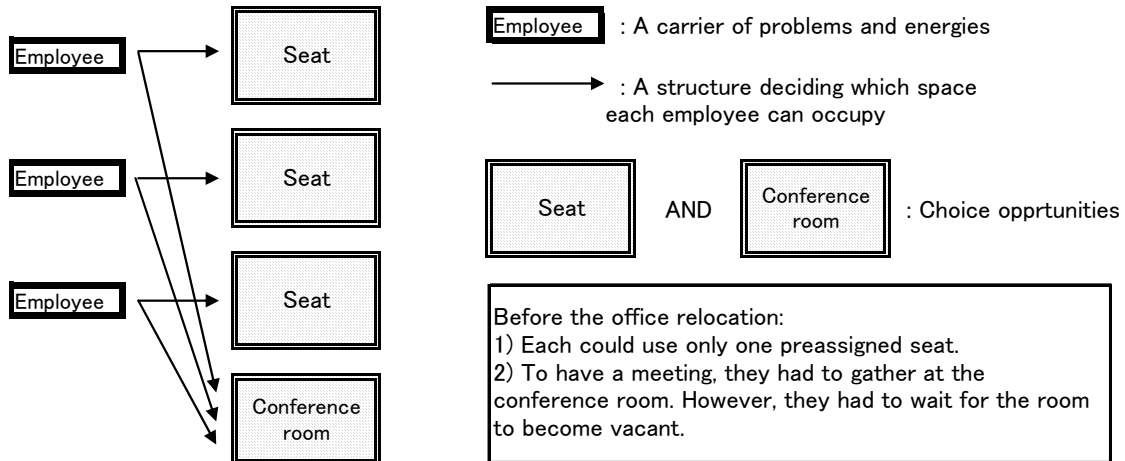 Employee
Seat
Employee
Seat
Employee
Seat
Conference
room
Employee : A carrier of problems and energies
: A structure deciding which space
each employee can occupy
Seat AND Conference
room : Choice opprtunities
Before the office relocation:
1) Each could use only one preassigned seat.
2) To have a meeting, they had to gather at the
conference room. However, they had to wait for the room
to become vacant.